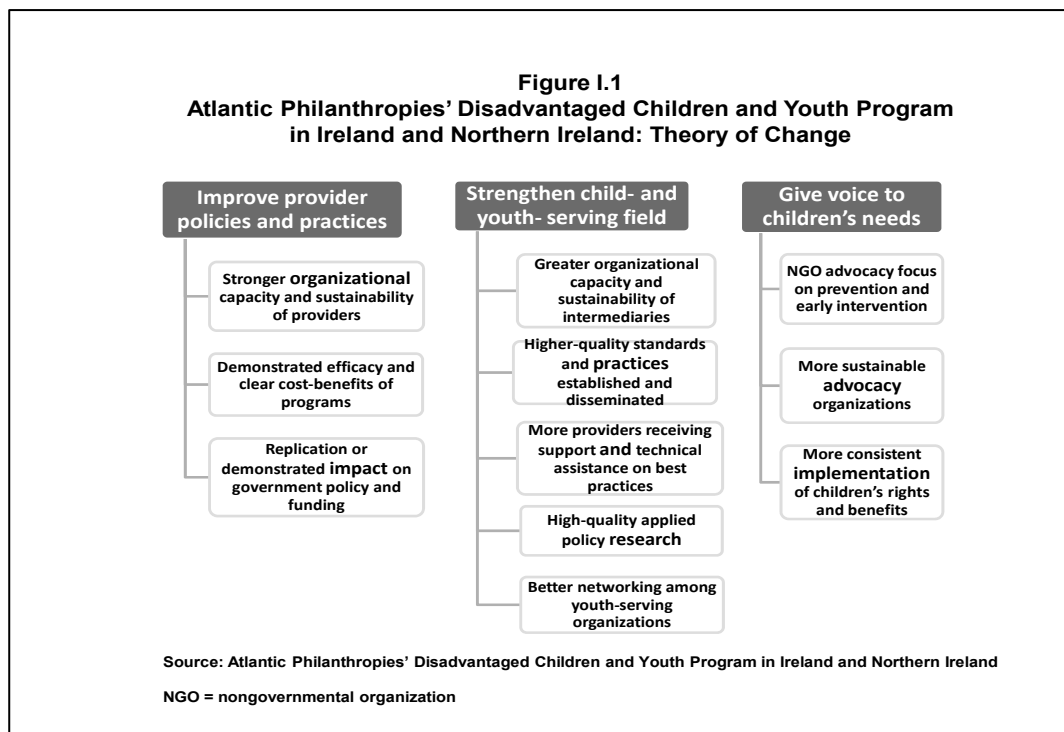 Figure I.1
Atlantic Philanthropies’ Disadvantaged Children and Youth Program
in Ireland and Northern Ireland: Theory of Change
Improve provider
policies and practices
Stronger organizational
capacity and sustainability
of providers
Demonstrated efficacy and
clear cost-benefits of
programs
Replication or
demonstrated impact on
government policy and
funding
Strengthen child- and
youth- serving field
Greater organizational
capacity and
sustainability of
intermediaries
Higher-quality standards
and practices
established and
disseminated
More providers receiving
support and technical
assistance on best
practices
High-quality applied
policy research
Better networking among
youth-serving
organizations
Give voice to
children’s needs
NGO advocacy focus
on prevention and
early intervention
More sustainable
advocacy
organizations
More consistent
implementation
of children’s rights
and benefits
Source: Atlantic Philanthropies’ Disadvantaged Children and Youth Program in Ireland and Northern Ireland
NGO = nongovernmental organization